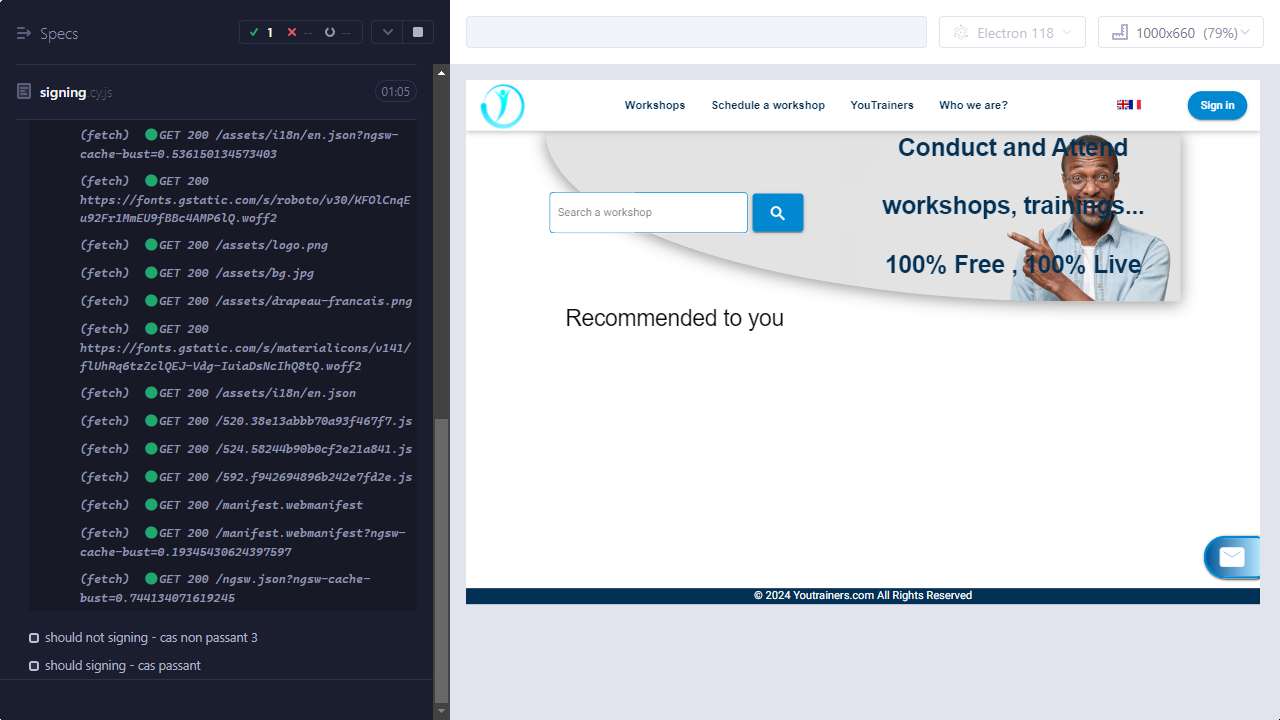 Specs
1
--
--
Electron 118
1000x660 (79%)
signing.cy.js
01:05
(fetch) GET 200 /assets/i18n/en.json?ngsw-
cache-bust=0.536150134573403
(fetch) GET 200
https://fonts.gstatic.com/s/roboto/v30/KFOlCnqE
u92Fr1MmEU9fBBc4AMP6lQ.woff2
(fetch) GET 200 /assets/logo.png
(fetch) GET 200 /assets/bg.jpg
(fetch) GET 200 /assets/drapeau-francais.png
(fetch) GET 200
https://fonts.gstatic.com/s/materialicons/v141/
flUhRq6tzZclQEJ-Vdg-IuiaDsNcIhQ8tQ.woff2
(fetch) GET 200 /assets/i18n/en.json
(fetch) GET 200 /520.38e13abbb70a93f467f7.js
(fetch) GET 200 /524.58244b90b0cf2e21a841.js
(fetch) GET 200 /592.f942694896b242e7fd2e.js
(fetch) GET 200 /manifest.webmanifest
(fetch) GET 200 /manifest.webmanifest?ngsw-
cache-bust=0.19345430624397597
(fetch) GET 200 /ngsw.json?ngsw-cache-
bust=0.744134071619245
should not signing - cas non passant 3
should signing - cas passant
Workshops
Schedule a workshop
YouTrainers
Who we are?
Sign in
Conduct and Attend
workshops, trainings...
100% Free , 100% Live
Search a workshop
Recommended to you
© 2024 Youtrainers.com All Rights Reserved